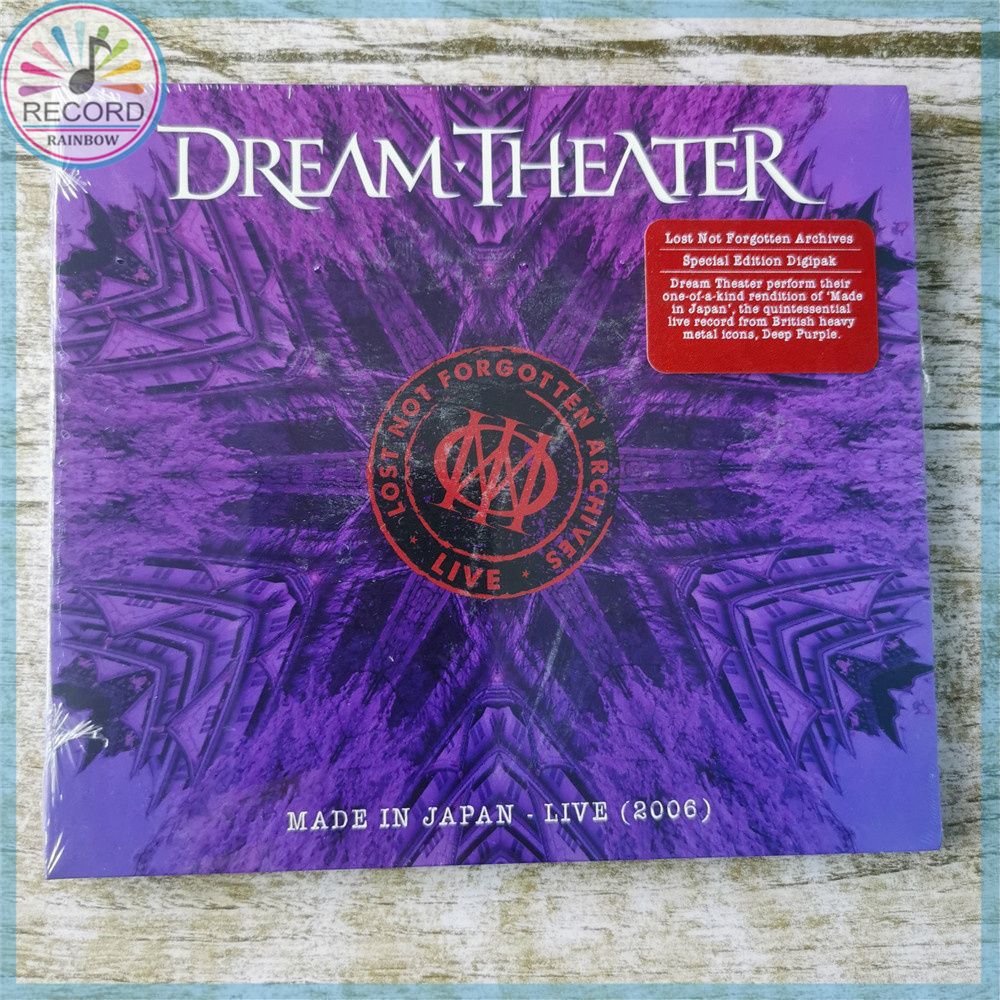 RECORD
RAINBOW
DREAM THEATER
Lost Not Forgotten Archives
Special Edition Digipak
Dream Theater perform their
one-of-a-kind rendition of 'Made
in Japan', the quintessential
live record from British heavy
metal icons, Deep Purple.
LOST NOT FORGOTTEN ARCHIVES
LIVE
MADE IN JAPAN - LIVE (2006)